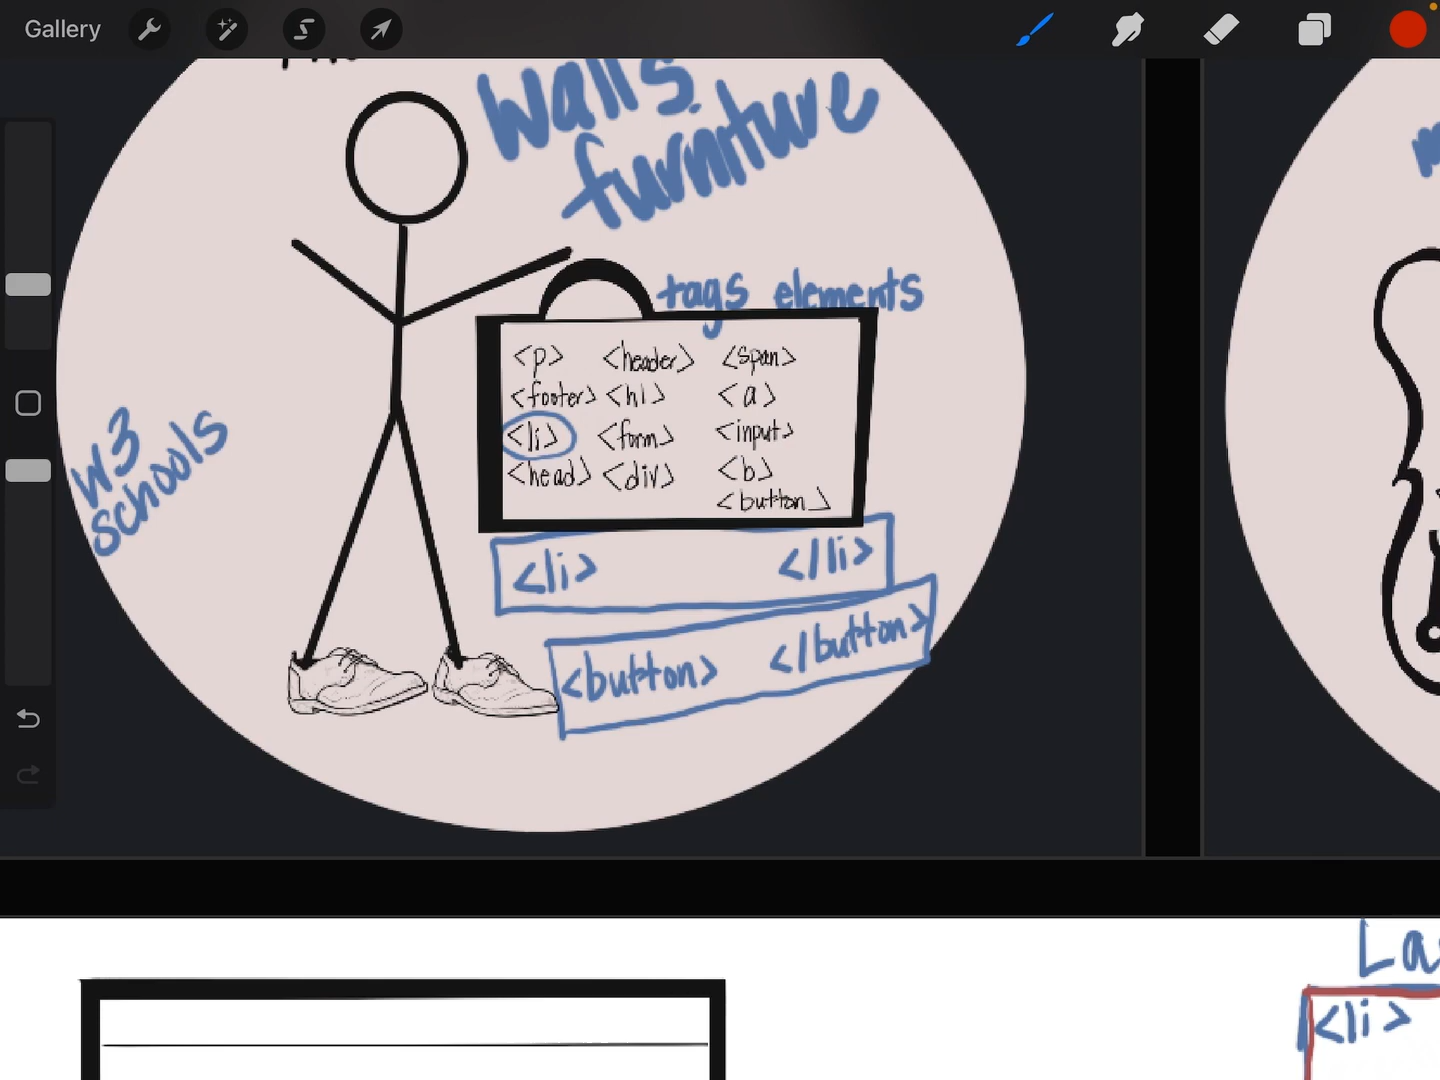 Gallery
walls
furniture
tags elements
<p> <header> <span>
<footer> <h1> <a>
<li> <form> <input>
<head> <div> <b>
<button>
w3
schools
<li> </li>
<button> </button>
<li>